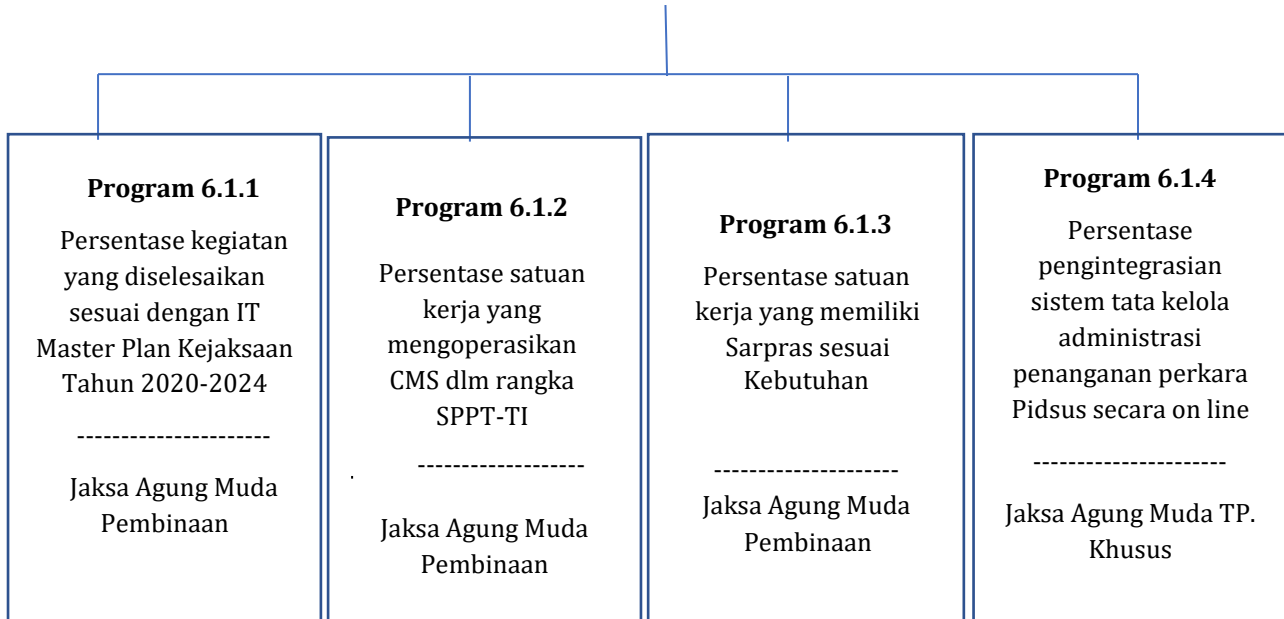 Program 6.1.1
Persentase kegiatan
yang diselesaikan
sesuai dengan IT
Master Plan Kejaksaan
Tahun 2020-2024
----------------------
Jaksa Agung Muda
Pembinaan
Program 6.1.2
Persentase satuan
kerja yang
mengoperasikan
CMS dlm rangka
SPPT-TI
-------------------
.
Jaksa Agung Muda
Pembinaan
Program 6.1.3
Persentase satuan
kerja yang memiliki
Sarpras sesuai
Kebutuhan
---------------------
Jaksa Agung Muda
Pembinaan
Program 6.1.4
Persentase
pengintegrasian
sistem tata kelola
administrasi
penanganan perkara
Pidsus secara on line
----------------------
Jaksa Agung Muda TP.
Khusus